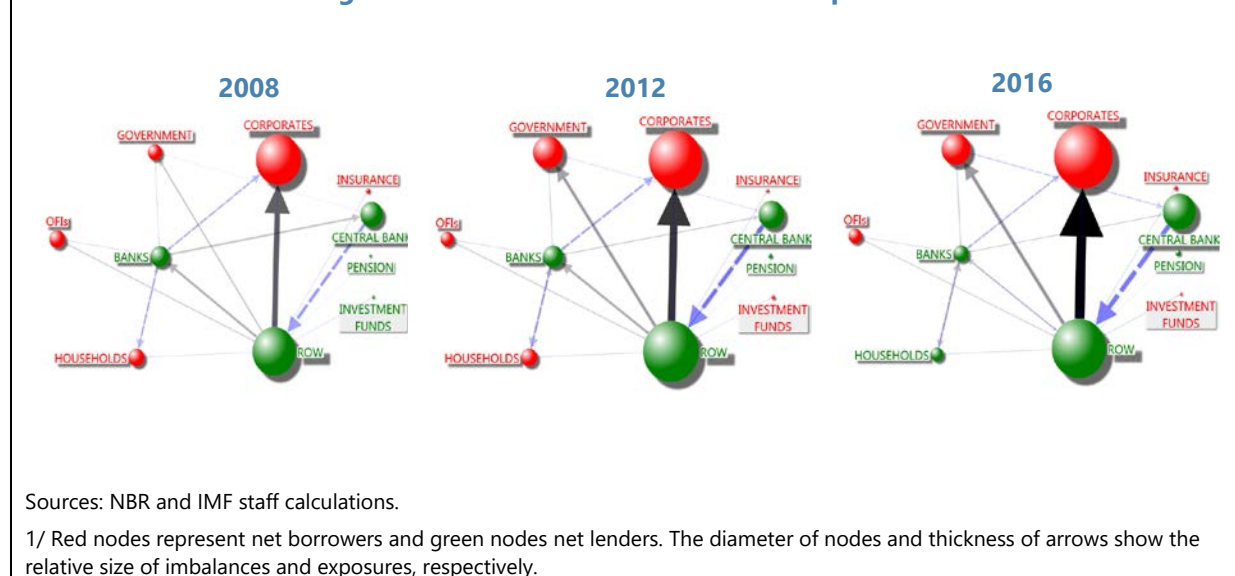 2008
2012
2016
GOVERNMENT
CORPORATES
INSURANCE
OFIs
CENTRAL BANK
BANKS
PENSION
INVESTMENT
FUNDS
HOUSEHOLDS
ROW
GOVERNMENT
CORPORATES
INSURANCE
OFIs
CENTRAL BANK
BANKS
PENSION
INVESTMENT
FUNDS
HOUSEHOLDS
ROW
GOVERNMENT
CORPORATES
INSURANCE
OFIs
CENTRAL BANK
BANKS
PENSION
INVESTMENT
FUNDS
HOUSEHOLDS
ROW
Sources: NBR and IMF staff calculations.
1/ Red nodes represent net borrowers and green nodes net lenders. The diameter of nodes and thickness of arrows show the
relative size of imbalances and exposures, respectively.